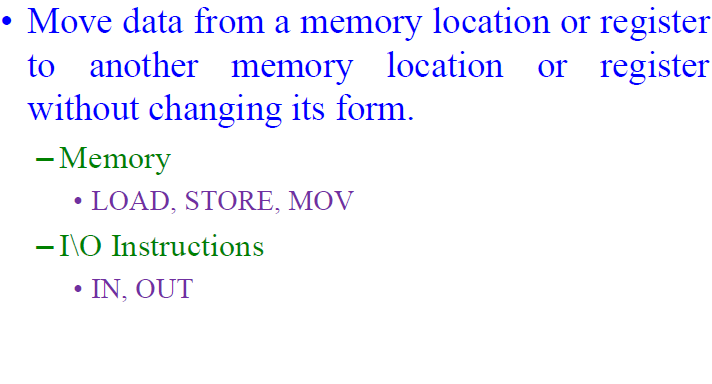 • Move data from a memory location or register
to another memory location or register
without changing its form.
– Memory
• LOAD, STORE, MOV
– I\O Instructions
• IN, OUT